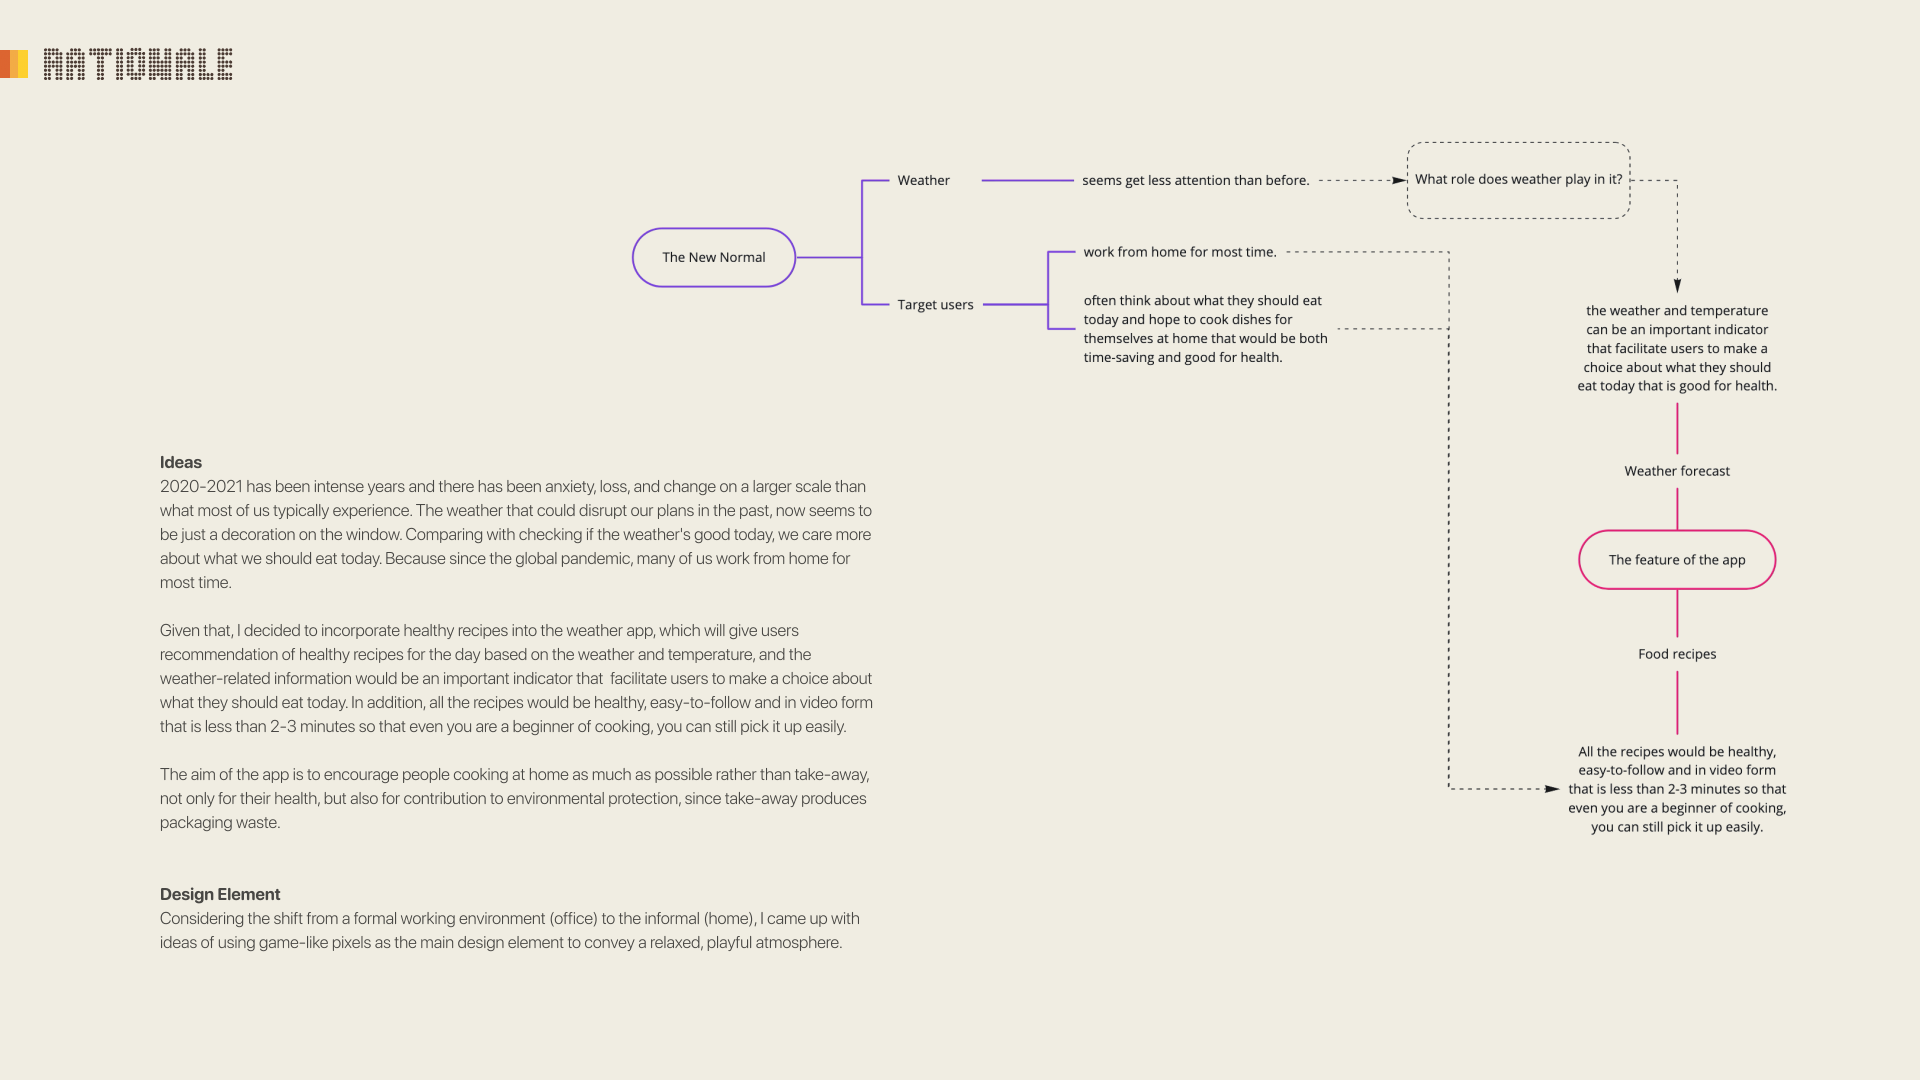 RATIONALE
The New Normal
Weather
seems get less attention than before.
What role does weather play in it?
Target users
work from home for most time.
often think about what they should eat
today and hope to cook dishes for
themselves at home that would be both
time-saving and good for health.
the weather and temperature
can be an important indicator
that facilitate users to make a
choice about what they should
eat today that is good for health.
Weather forecast
The feature of the app
Food recipes
All the recipes would be healthy,
easy-to-follow and in video form
that is less than 2-3 minutes so that
even you are a beginner of cooking,
you can still pick it up easily.
Ideas
2020-2021 has been intense years and there has been anxiety, loss, and change on a larger scale than
what most of us typically experience. The weather that could disrupt our plans in the past, now seems to
be just a decoration on the window. Comparing with checking if the weather's good today, we care more
about what we should eat today. Because since the global pandemic, many of us work from home for
most time.
Given that, I decided to incorporate healthy recipes into the weather app, which will give users
recommendation of healthy recipes for the day based on the weather and temperature, and the
weather-related information would be an important indicator that facilitate users to make a choice about
what they should eat today. In addition, all the recipes would be healthy, easy-to-follow and in video form
that is less than 2-3 minutes so that even you are a beginner of cooking, you can still pick it up easily.
The aim of the app is to encourage people cooking at home as much as possible rather than take-away,
not only for their health, but also for contribution to environmental protection, since take-away produces
packaging waste.
Design Element
Considering the shift from a formal working environment (office) to the informal (home), I came up with
ideas of using game-like pixels as the main design element to convey a relaxed, playful atmosphere.